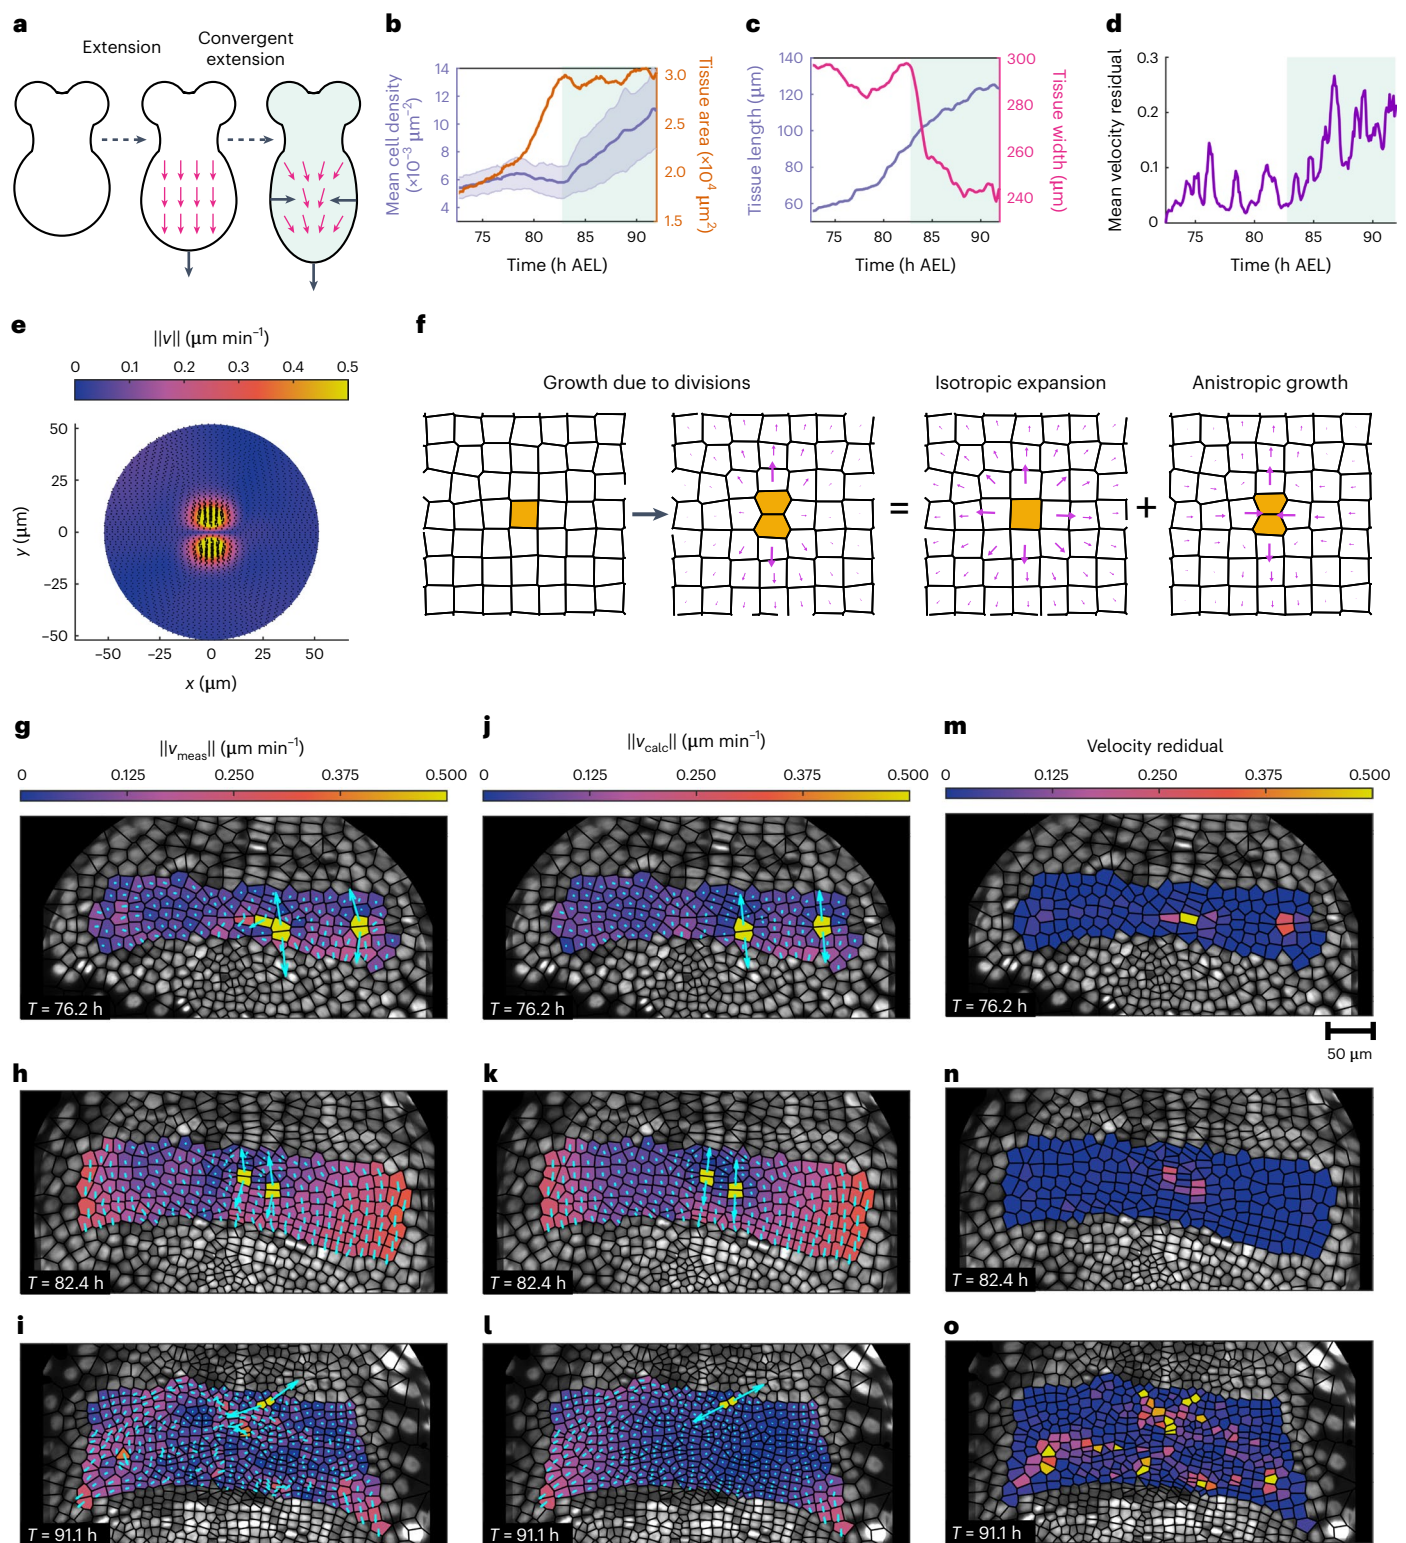 a
Extension
Convergent
extension
b
Mean cell density
(×10⁻³ μm⁻²)
14
12
10
8
6
4
3.0
2.5
2.0
1.5
Tissue area (×10⁴ μm²)
75
80
85
90
Time (h AEL)
c
Tissue length (μm)
140
120
100
80
60
300
280
260
240
Tissue width (μm)
75
80
85
90
Time (h AEL)
d
Mean velocity residual
0.3
0.2
0.1
0
75
80
85
90
Time (h AEL)
e
||v|| (μm min⁻¹)
0 0.1 0.2 0.3 0.4 0.5
y (μm)
50
25
0
−25
−50
−50 −25 0 25 50
x (μm)
f
Growth due to divisions
Isotropic expansion
Anistropic growth
=
+
g
||v_meas|| (μm min⁻¹)
0 0.125 0.250 0.375 0.500
T = 76.2 h
j
||v_calc|| (μm min⁻¹)
0 0.125 0.250 0.375 0.500
T = 76.2 h
m
Velocity redidual
0 0.125 0.250 0.375 0.500
T = 76.2 h
50 μm
h
T = 82.4 h
k
T = 82.4 h
n
T = 82.4 h
i
T = 91.1 h
l
T = 91.1 h
o
T = 91.1 h